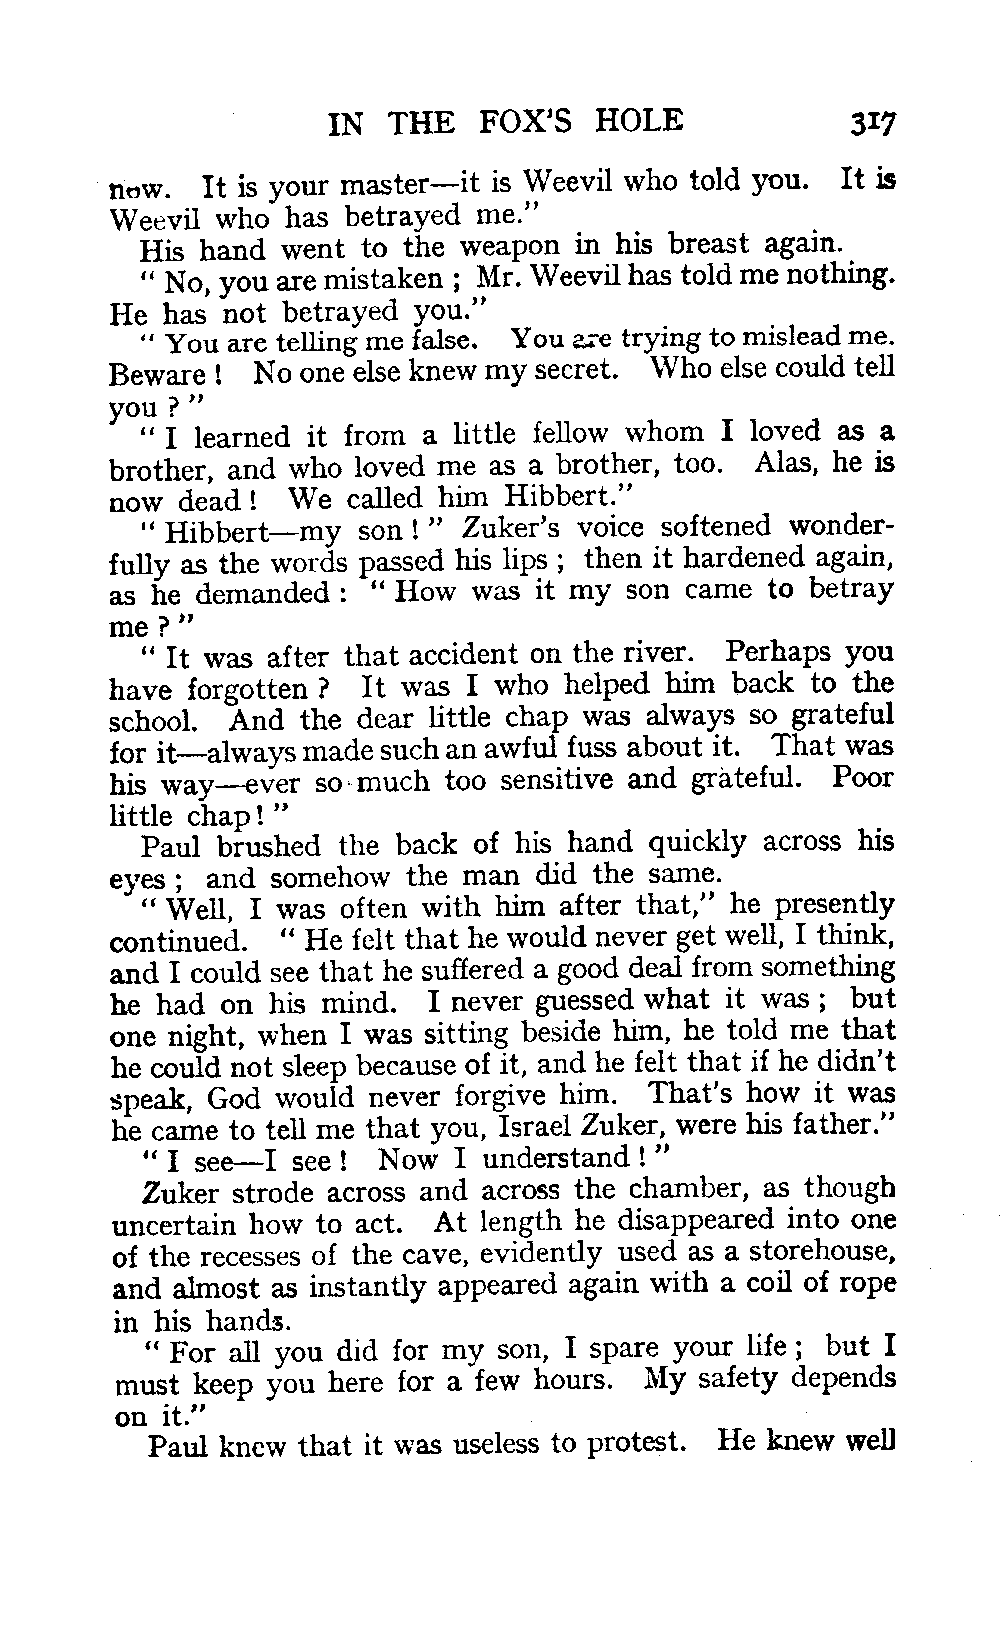 IN THE FOX'S HOLE 317
now. It is your master—it is Weevil who told you. It is
Weevil who has betrayed me."
His hand went to the weapon in his breast again.
" No, you are mistaken ; Mr. Weevil has told me nothing.
He has not betrayed you."
" You are telling me false. You are trying to mislead me.
Beware ! No one else knew my secret. Who else could tell
you ? "
" I learned it from a little fellow whom I loved as a
brother, and who loved me as a brother, too. Alas, he is
now dead ! We called him Hibbert."
" Hibbert—my son ! " Zuker's voice softened wonder-
fully as the words passed his lips ; then it hardened again,
as he demanded : " How was it my son came to betray
me ? "
" It was after that accident on the river. Perhaps you
have forgotten ? It was I who helped him back to the
school. And the dear little chap was always so grateful
for it—always made such an awful fuss about it. That was
his way—ever so much too sensitive and grateful. Poor
little chap ! "
Paul brushed the back of his hand quickly across his
eyes ; and somehow the man did the same.
" Well, I was often with him after that," he presently
continued. " He felt that he would never get well, I think,
and I could see that he suffered a good deal from something
he had on his mind. I never guessed what it was ; but
one night, when I was sitting beside him, he told me that
he could not sleep because of it, and he felt that if he didn't
speak, God would never forgive him. That's how it was
he came to tell me that you, Israel Zuker, were his father."
" I see—I see ! Now I understand ! "
Zuker strode across and across the chamber, as though
uncertain how to act. At length he disappeared into one
of the recesses of the cave, evidently used as a storehouse,
and almost as instantly appeared again with a coil of rope
in his hands.
" For all you did for my son, I spare your life ; but I
must keep you here for a few hours. My safety depends
on it."
Paul knew that it was useless to protest. He knew well